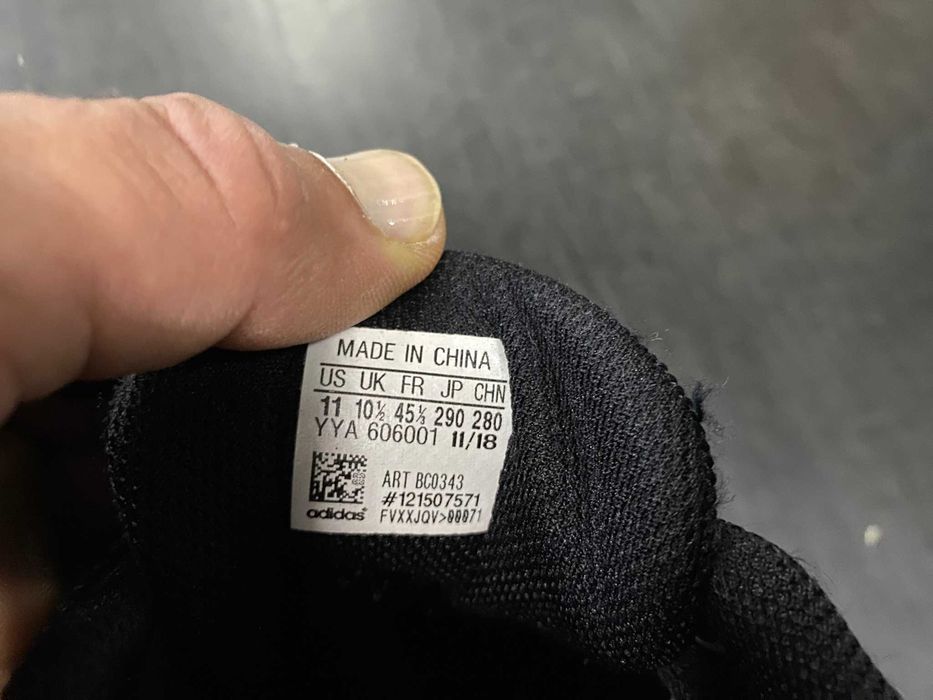 MADE IN CHINA
US UK FR JP CHN
11 10½ 45⅓ 290 280
YYA 606001 11/18
ART BC0343
#121507571
adidas® FVXXJQV>00071